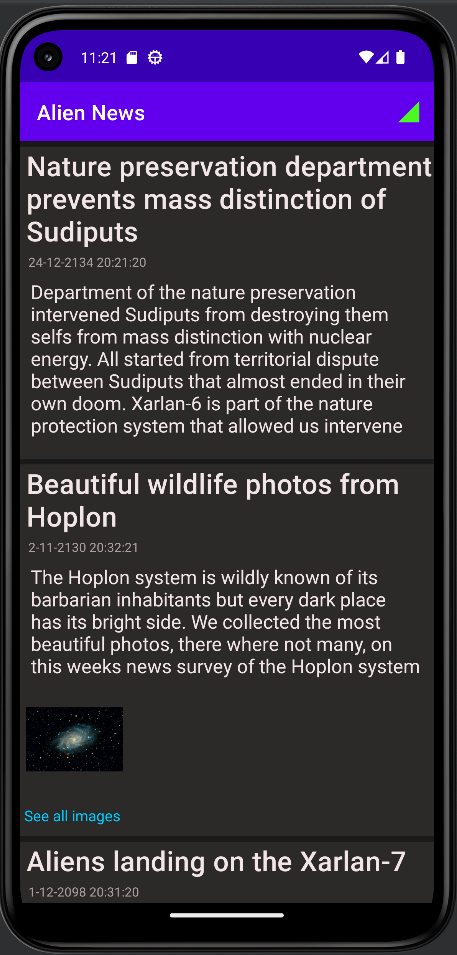 11:21
Alien News
Nature preservation department
prevents mass distinction of
Sudiputs
24-12-2134 20:21:20
Department of the nature preservation
intervened Sudiputs from destroying them
selfs from mass distinction with nuclear
energy. All started from territorial dispute
between Sudiputs that almost ended in their
own doom. Xarlan-6 is part of the nature
protection system that allowed us intervene
Beautiful wildlife photos from
Hoplon
2-11-2130 20:32:21
The Hoplon system is wildly known of its
barbarian inhabitants but every dark place
has its bright side. We collected the most
beautiful photos, there where not many, on
this weeks news survey of the Hoplon system
See all images
Aliens landing on the Xarlan-7
1-12-2098 20:31:20